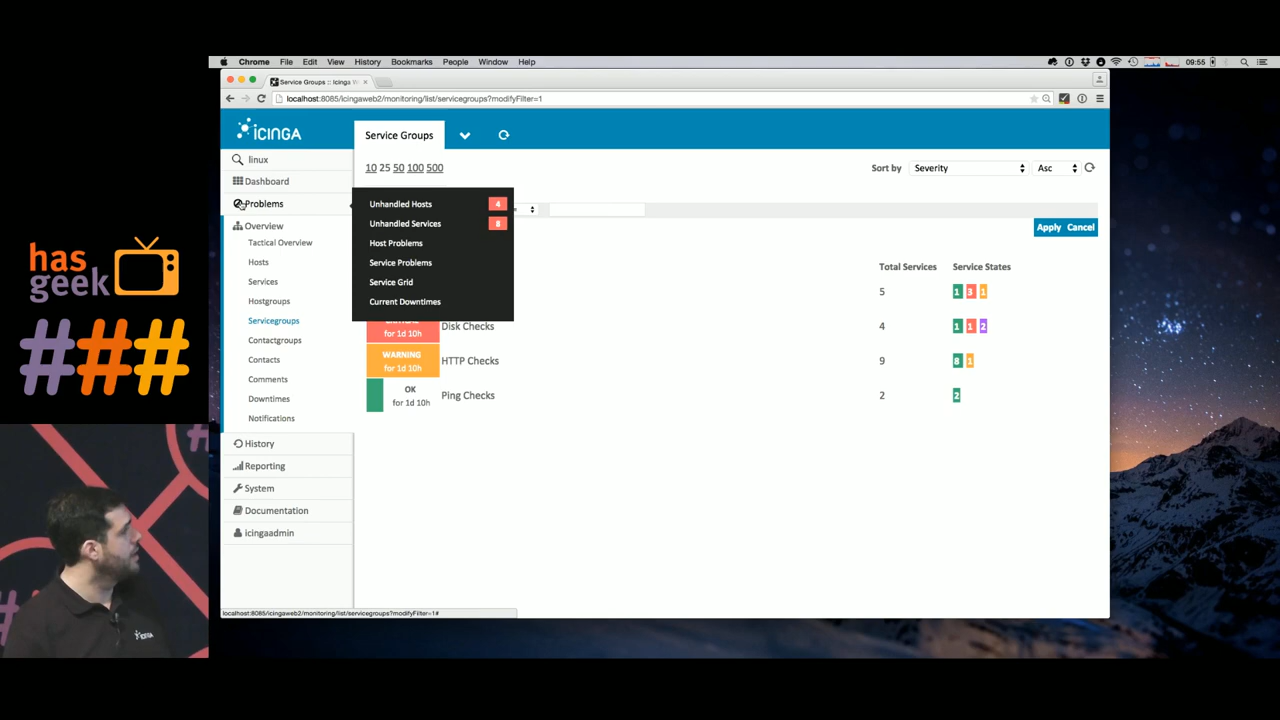 Chrome File Edit View History Bookmarks People Window Help 09:55
Service Groups :: Icinga W
localhost:8085/icingaweb2/monitoring/list/servicegroups?modifyFilter=1
ICINGA
Service Groups
linux
10 25 50 100 500
Sort by Severity Asc
Dashboard
Problems
Unhandled Hosts 4
Unhandled Services 8
Host Problems
Service Problems
Service Grid
Current Downtimes
Apply Cancel
Overview
Tactical Overview
Hosts
Services
Hostgroups
Servicegroups
Contactgroups
Contacts
Comments
Downtimes
Notifications
History
Reporting
System
Documentation
icingaadmin
Total Services Service States
5 1 3 1
for 1d 10h Disk Checks 4 1 1 2
WARNING
for 1d 10h HTTP Checks 9 8 1
OK
for 1d 10h Ping Checks 2 2
localhost:8085/icingaweb2/monitoring/list/servicegroups?modifyFilter=1#
has
geek
###
ICINGA